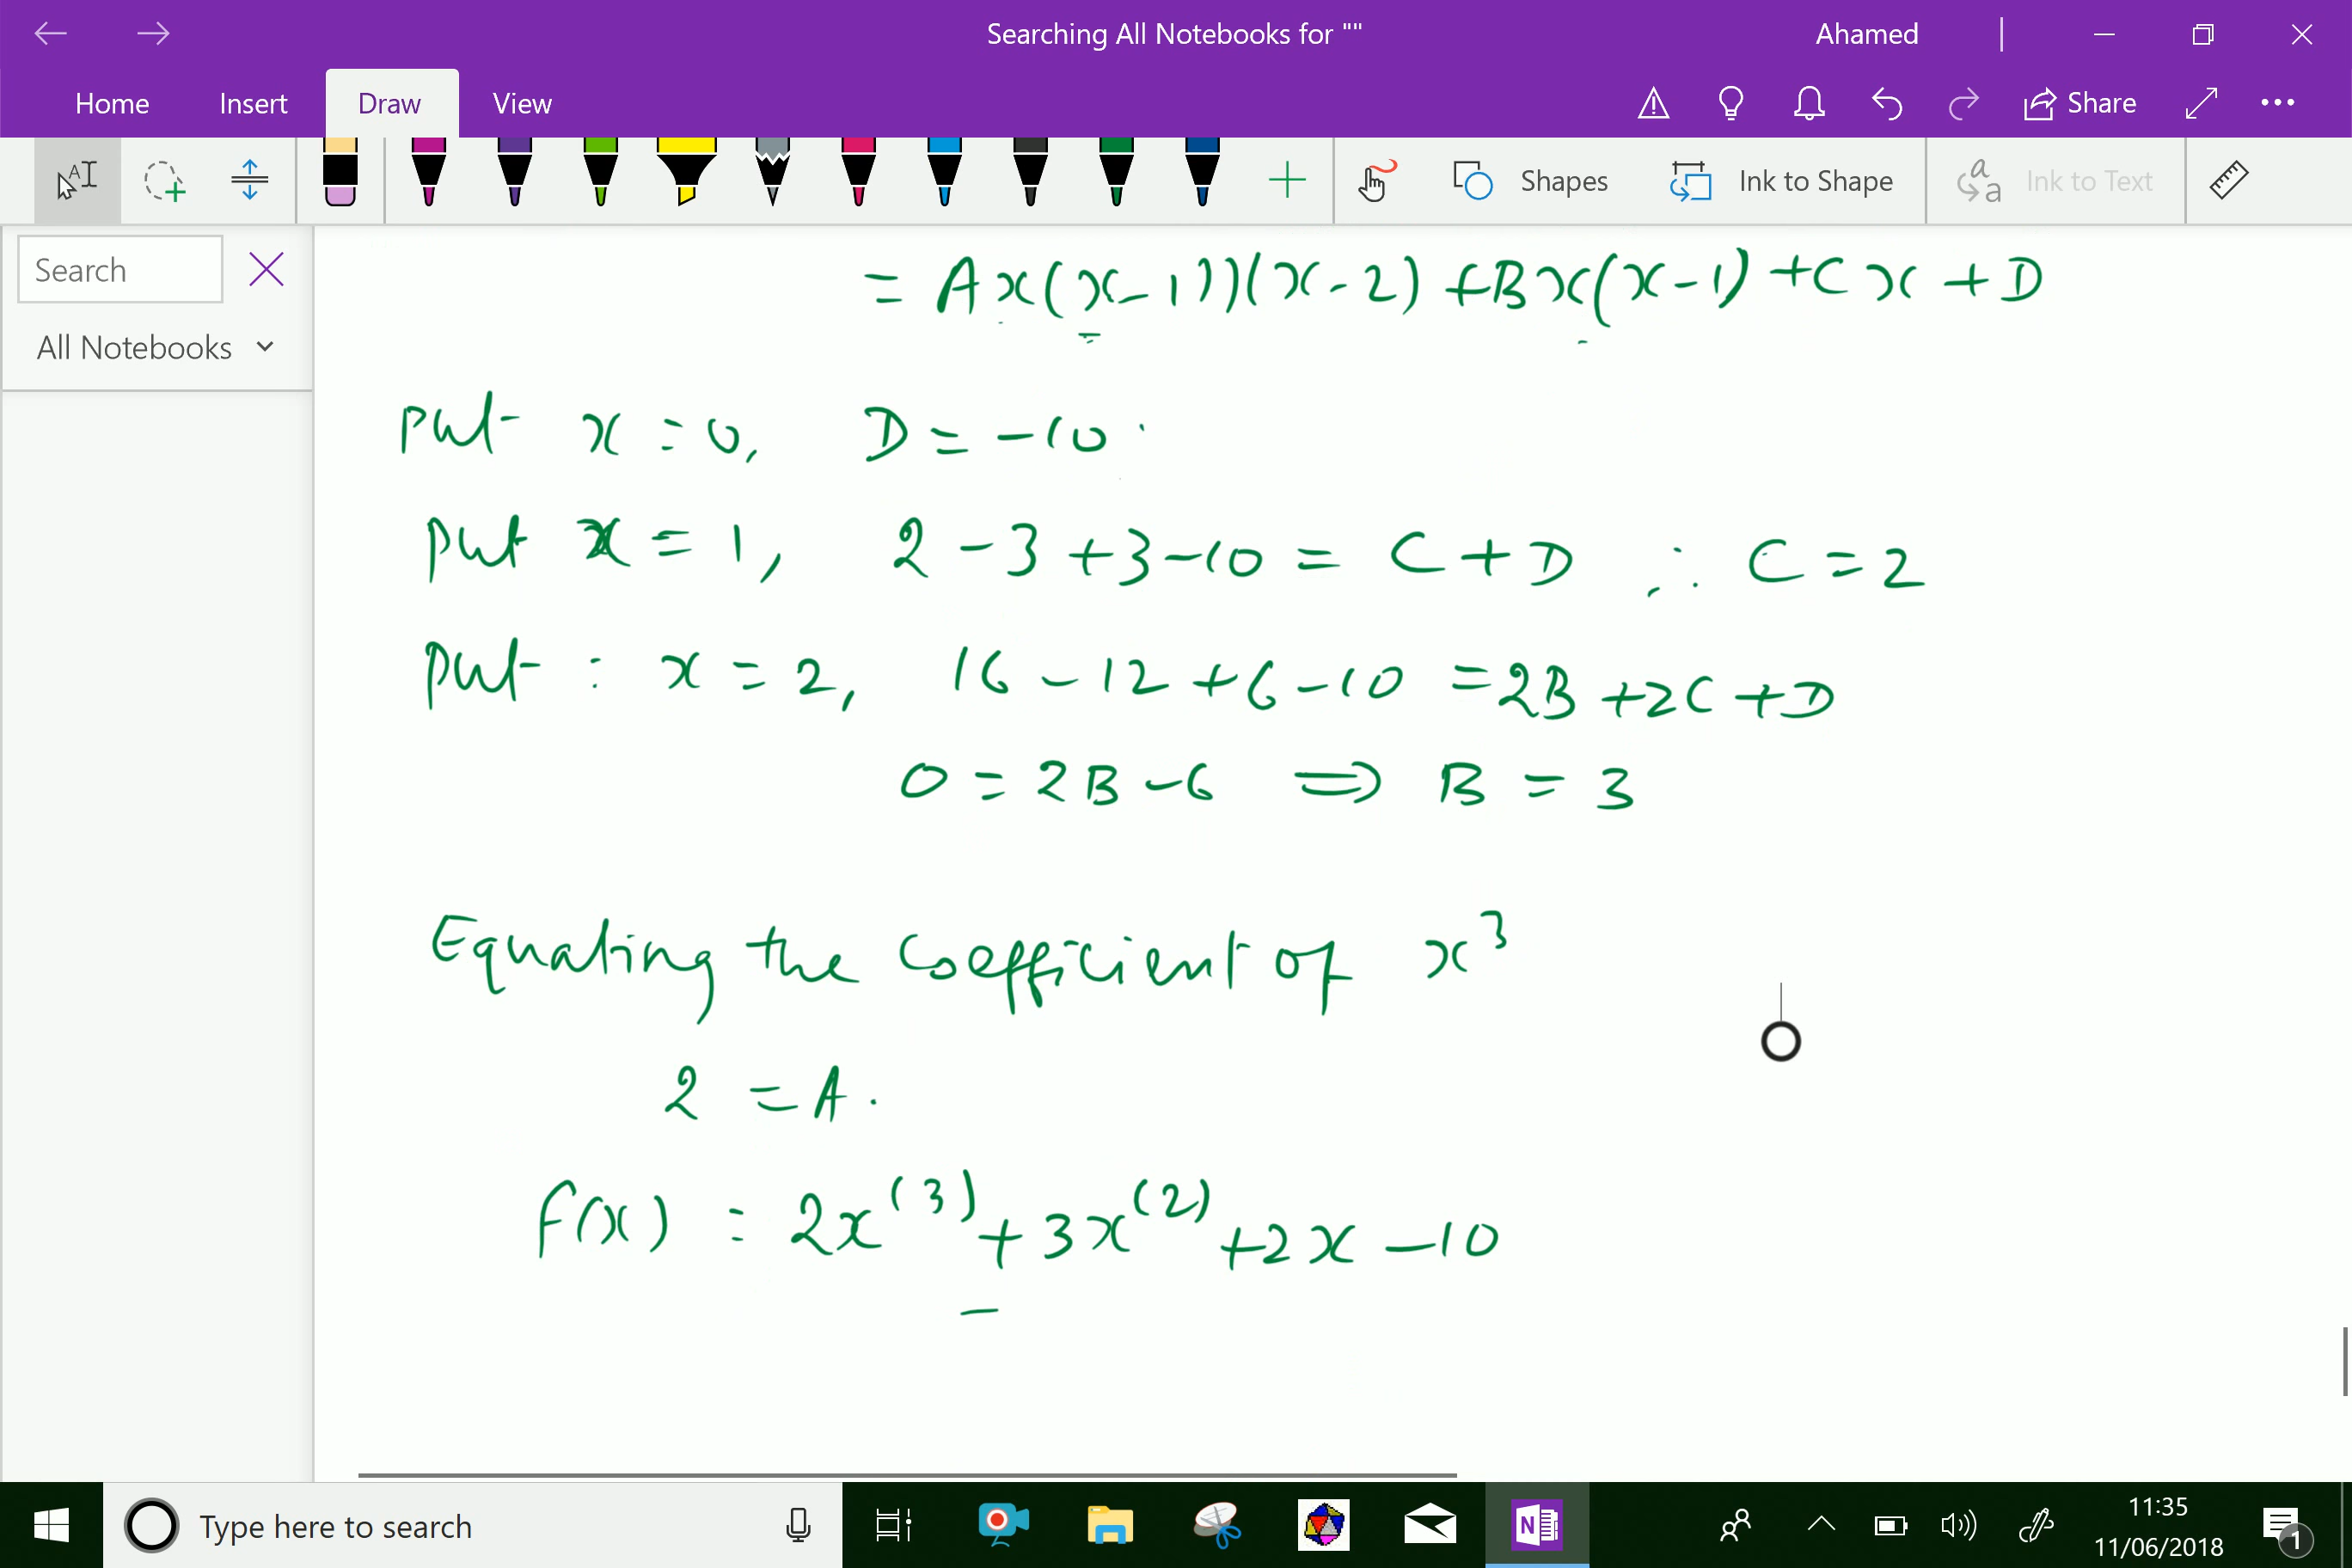 Searching All Notebooks for ""
Ahamed
Home Insert Draw View
Share
Shapes Ink to Shape Ink to Text
Search
All Notebooks
= Ax(x-1))(x-2) +Bx(x-1) +Cx +D
put x=0, D = -10.
put x = 1, 2 -3 +3 -10 = C+D ∴ C = 2
put : x = 2, 16 - 12 +6 -10 = 2B +2C +D
0 = 2B -6 ⟹ B = 3
Equating the coefficient of x³
2 = A.
f(x) = 2x⁽³⁾ + 3x⁽²⁾ +2x -10
Type here to search
11:35
11/06/2018
1